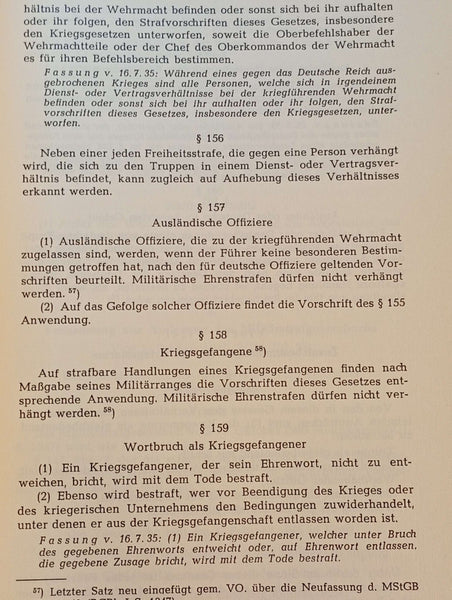 hältnis bei der Wehrmacht befinden oder sonst sich bei ihr aufhalten
oder ihr folgen, den Strafvorschriften dieses Gesetzes, insbesondere
den Kriegsgesetzen unterworfen, soweit die Oberbefehlshaber der
Wehrmachtteile oder der Chef des Oberkommandos der Wehrmacht
es für ihren Befehlsbereich bestimmen.
Fassung v. 16.7.35: Während eines gegen das Deutsche Reich aus-
gebrochenen Krieges sind alle Personen, welche sich in irgendeinem
Dienst- oder Vertragsverhältnisse bei der kriegführenden Wehrmacht
befinden oder sonst sich bei ihr aufhalten oder ihr folgen, den Straf-
vorschriften dieses Gesetzes, insbesondere den Kriegsgesetzen, unter-
worfen.
§ 156
Neben einer jeden Freiheitsstrafe, die gegen eine Person verhängt
wird, die sich zu den Truppen in einem Dienst- oder Vertragsver-
hältnis befindet, kann zugleich auf Aufhebung dieses Verhältnisses
erkannt werden.
§ 157
Ausländische Offiziere
(1) Ausländische Offiziere, die zu der kriegführenden Wehrmacht
zugelassen sind, werden, wenn der Führer keine besonderen Bestim-
mungen getroffen hat, nach den für deutsche Offiziere geltenden Vor-
schriften beurteilt. Militärische Ehrenstrafen dürfen nicht verhängt
werden. 57)
(2) Auf das Gefolge solcher Offiziere findet die Vorschrift des § 155
Anwendung.
§ 158
Kriegsgefangene 58)
Auf strafbare Handlungen eines Kriegsgefangenen finden nach
Maßgabe seines Militärranges die Vorschriften dieses Gesetzes ent-
sprechende Anwendung. Militärische Ehrenstrafen dürfen nicht ver-
hängt werden. 58)
§ 159
Wortbruch als Kriegsgefangener
(1) Ein Kriegsgefangener, der sein Ehrenwort, nicht zu ent-
weichen, bricht, wird mit dem Tode bestraft.
(2) Ebenso wird bestraft, wer vor Beendigung des Krieges oder
des kriegerischen Unternehmens den Bedingungen zuwiderhandelt,
unter denen er aus der Kriegsgefangenschaft entlassen worden ist.
Fassung v. 16.7.35: (1) Ein Kriegsgefangener, welcher unter Bruch
des gegebenen Ehrenworts entweicht oder, auf Ehrenwort entlassen.
die gegebene Zusage bricht, wird mit dem Tode bestraft.
57) Letzter Satz neu eingefügt gem. VO. über die Neufassung d. MStGB